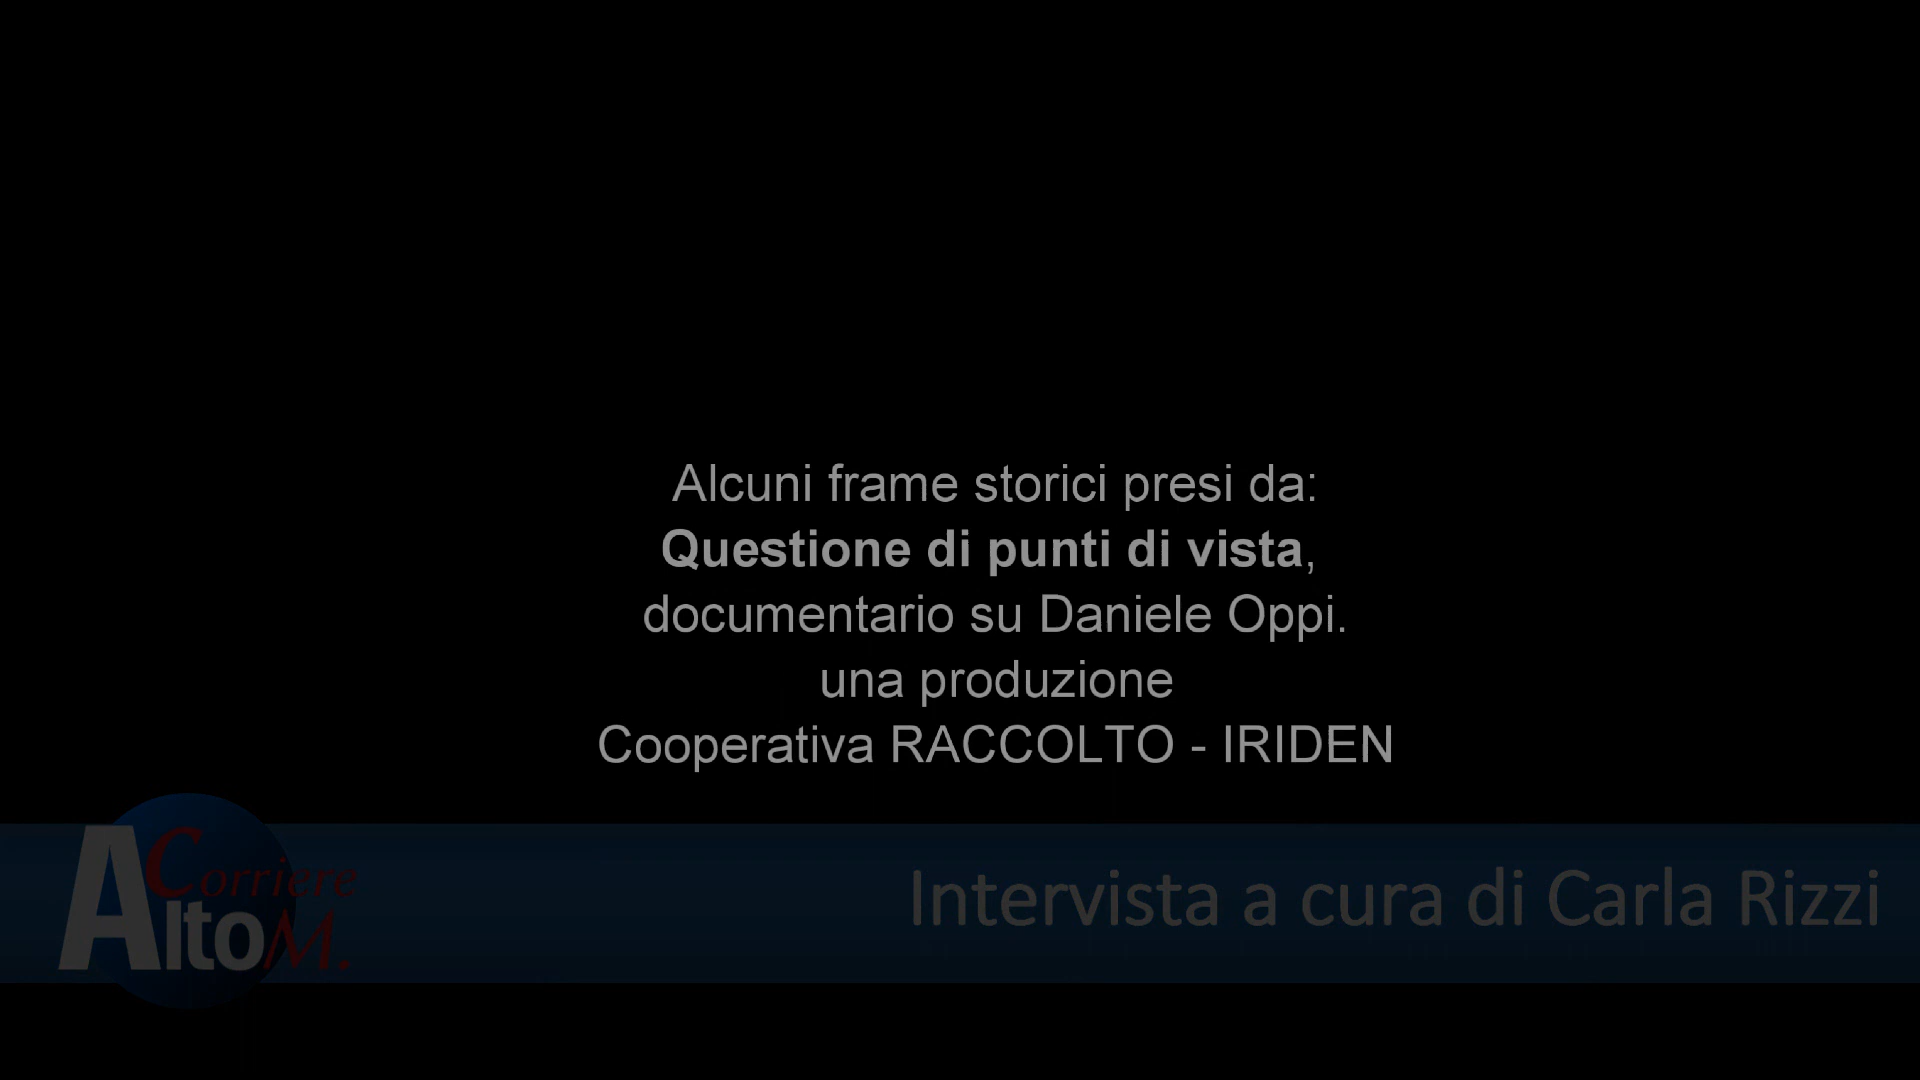 Alcuni frame storici presi da:
Questione di punti di vista,
documentario su Daniele Oppi.
una produzione
Cooperativa RACCOLTO - IRIDEN
Corriere
AltoM.
Intervista a cura di Carla Rizzi